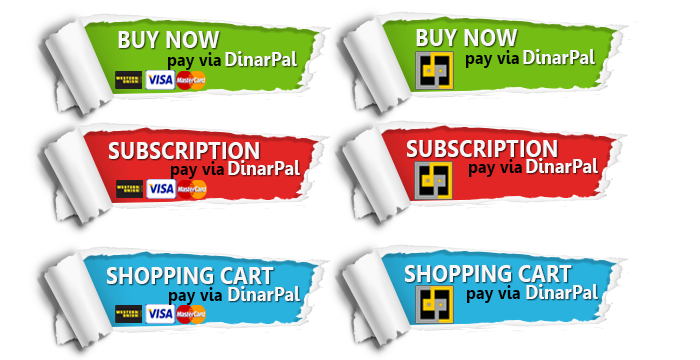 BUY NOW
pay via DinarPal
WESTERN UNION VISA MasterCard
BUY NOW
pay via DinarPal
SUBSCRIPTION
pay via DinarPal
WESTERN UNION VISA MasterCard
SUBSCRIPTION
pay via DinarPal
SHOPPING CART
pay via DinarPal
WESTERN UNION VISA MasterCard
SHOPPING CART
pay via DinarPal